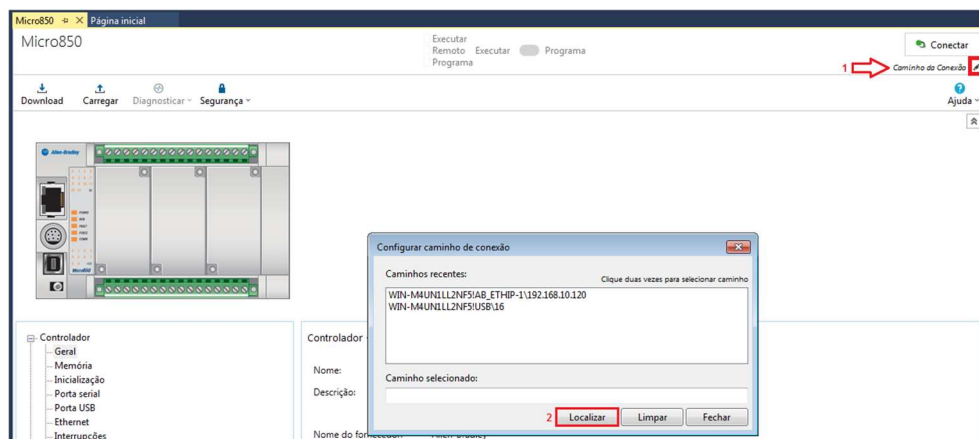 Micro850
Página inicial
Micro850
Executar
Remoto Executar Programa
Programa
Conectar
1
Caminho da Conexão
Download Carregar Diagnosticar Segurança
Ajuda
Allen-Bradley
Micro850
Configurar caminho de conexão
Caminhos recentes:
Clique duas vezes para selecionar caminho
WIN-M4UN1LL2NF5!AB_ETHIP-1\192.168.10.120
WIN-M4UN1LL2NF5!USB\16
Caminho selecionado:
2 Localizar Limpar Fechar
Controlador
Geral
Memória
Inicialização
Porta serial
Porta USB
Ethernet
Interrupções
Controlador
Nome:
Descrição:
Nome do fornecedor: Allen-Bradley